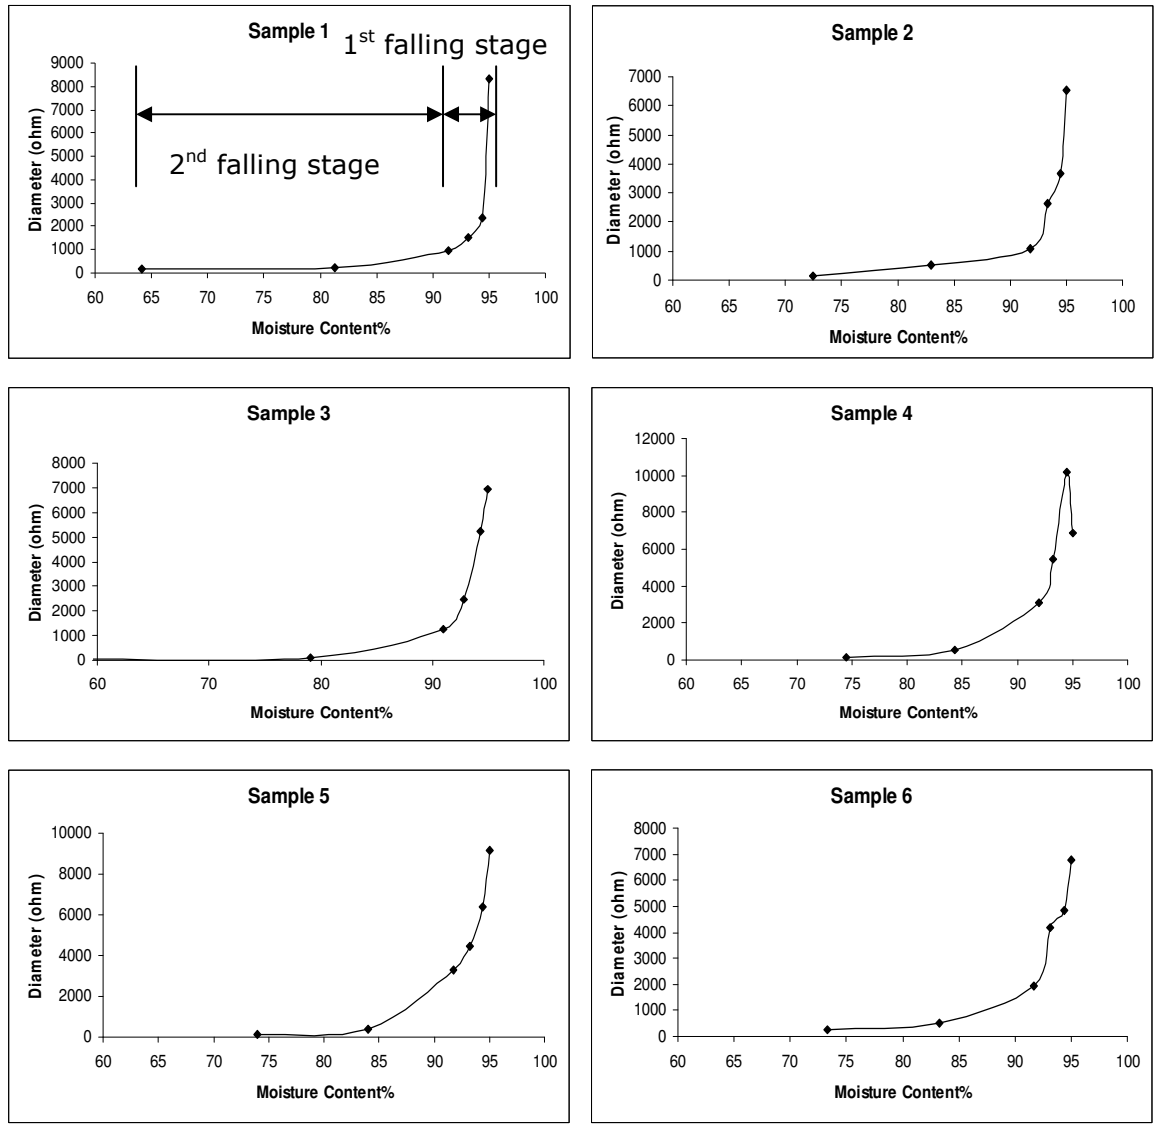 Sample 1
1st falling stage
2nd falling stage
Diameter (ohm)
9000
8000
7000
6000
5000
4000
3000
2000
1000
0
60 65 70 75 80 85 90 95 100
Moisture Content%
Sample 2
Diameter (ohm)
7000
6000
5000
4000
3000
2000
1000
0
60 65 70 75 80 85 90 95 100
Moisture Content%
Sample 3
Diameter (ohm)
8000
7000
6000
5000
4000
3000
2000
1000
0
60 70 80 90 100
Moisture Content%
Sample 4
Diameter (ohm)
12000
10000
8000
6000
4000
2000
0
60 65 70 75 80 85 90 95 100
Moisture Content%
Sample 5
Diameter (ohm)
10000
8000
6000
4000
2000
0
60 65 70 75 80 85 90 95 100
Moisture Content%
Sample 6
Diameter (ohm)
8000
7000
6000
5000
4000
3000
2000
1000
0
60 65 70 75 80 85 90 95 100
Moisture Content%